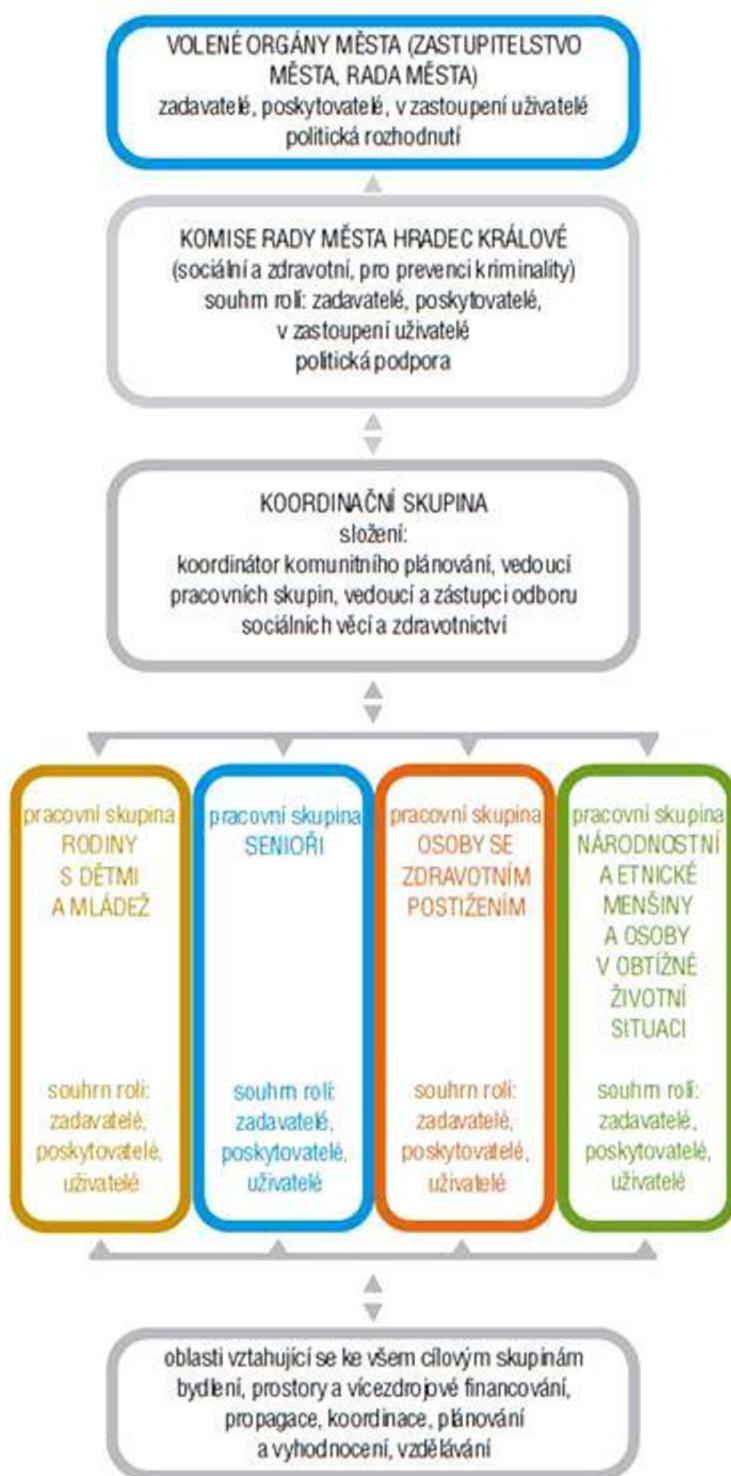 VOLENÉ ORGÁNY MĚSTA (ZASTUPITELSTVO
MĚSTA, RADA MĚSTA)
zadavatelé, poskytovatelé, v zastoupení uživatelé
politická rozhodnutí
KOMISE RADY MĚSTA HRADEC KRÁLOVÉ
(sociální a zdravotní, pro prevenci kriminality)
souhrn rolí: zadavatelé, poskytovatelé,
v zastoupení uživatelé
politická podpora
KOORDINAČNÍ SKUPINA
složení:
koordinátor komunitního plánování, vedoucí
pracovních skupin, vedoucí a zástupci odboru
sociálních věcí a zdravotnictví
pracovní skupina
RODINY
S DĚTMI
A MLÁDEŽ
souhrn rolí:
zadavatelé,
poskytovatelé,
uživatelé
pracovní skupina
SENIOŘI
souhrn rolí:
zadavatelé,
poskytovatelé,
uživatelé
pracovní skupina
OSOBY SE
ZDRAVOTNÍM
POSTIŽENÍM
souhrn rolí:
zadavatelé,
poskytovatelé,
uživatelé
pracovní skupina
NÁRODNOSTNÍ
A ETNICKÉ
MENŠINY
A OSOBY
V OBTÍŽNÉ
ŽIVOTNÍ
SITUACI
souhrn rolí:
zadavatelé,
poskytovatelé,
uživatelé
oblasti vztahující se ke všem cílovým skupinám
bydlení, prostory a vícezdrojové financování,
propagace, koordinace, plánování
a vyhodnocení, vzdělávání